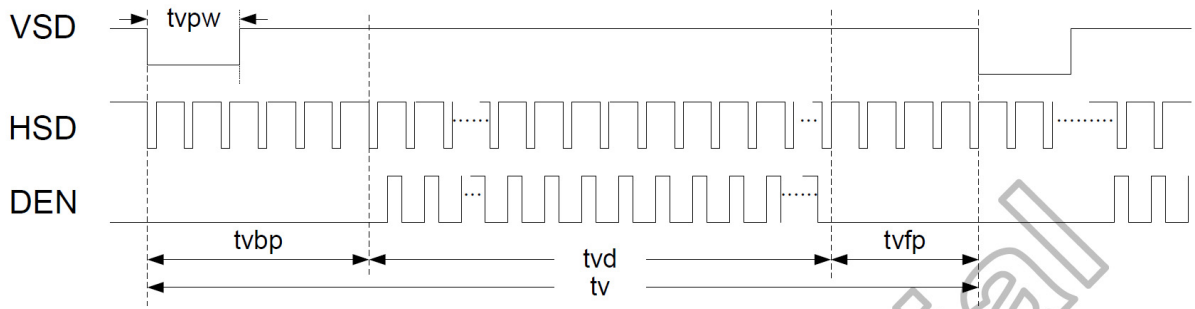 tvpw
VSD
HSD
...... ...
.........
DEN
... ......
tvbp tvd tvfp
tv